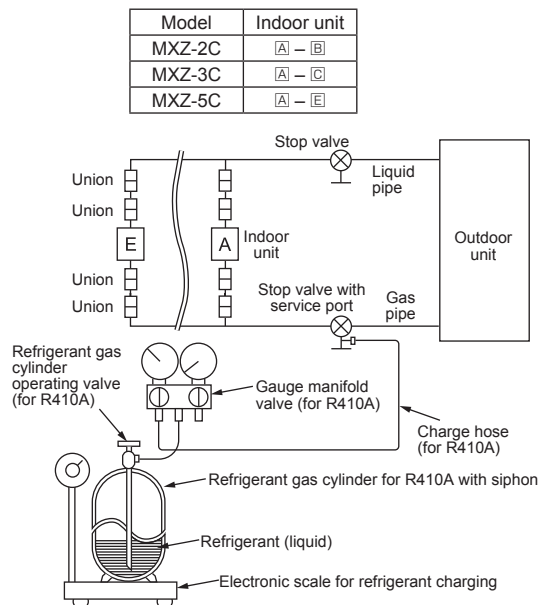 Model Indoor unit
MXZ-2C A – B
MXZ-3C A – C
MXZ-5C A – E
Stop valve
Liquid
pipe
Union
Union
E
A
Indoor
unit
Outdoor
unit
Union
Union
Stop valve with
service port
Gas
pipe
Refrigerant gas
cylinder
operating valve
(for R410A)
Gauge manifold
valve (for R410A)
Charge hose
(for R410A)
Refrigerant gas cylinder for R410A with siphon
Refrigerant (liquid)
Electronic scale for refrigerant charging